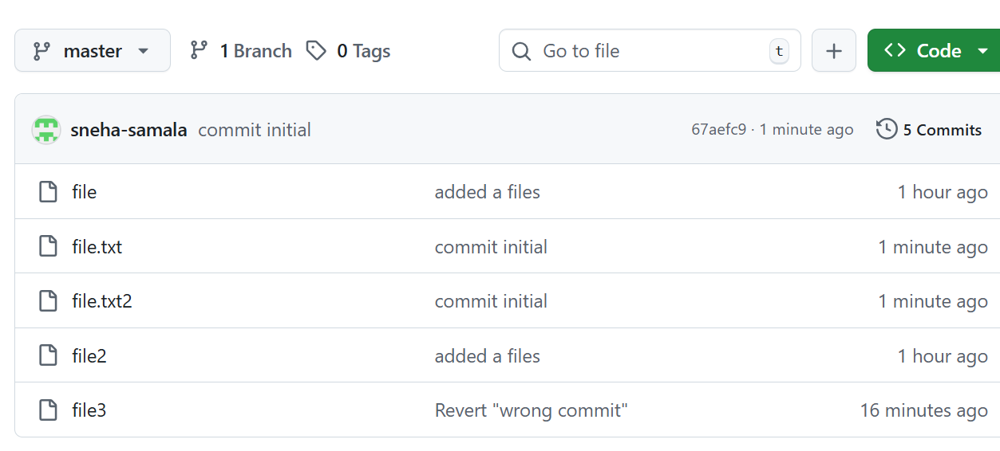 master 1 Branch 0 Tags Go to file t Code
sneha-samala commit initial 67aefc9 · 1 minute ago 5 Commits
file added a files 1 hour ago
file.txt commit initial 1 minute ago
file.txt2 commit initial 1 minute ago
file2 added a files 1 hour ago
file3 Revert "wrong commit" 16 minutes ago